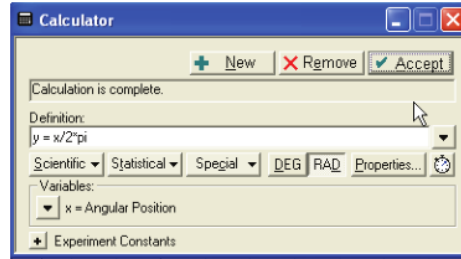 Calculator
New Remove Accept
Calculation is complete.
Definition:
y = x/2*pi
Scientific Statistical Special DEG RAD Properties...
Variables:
x = Angular Position
Experiment Constants